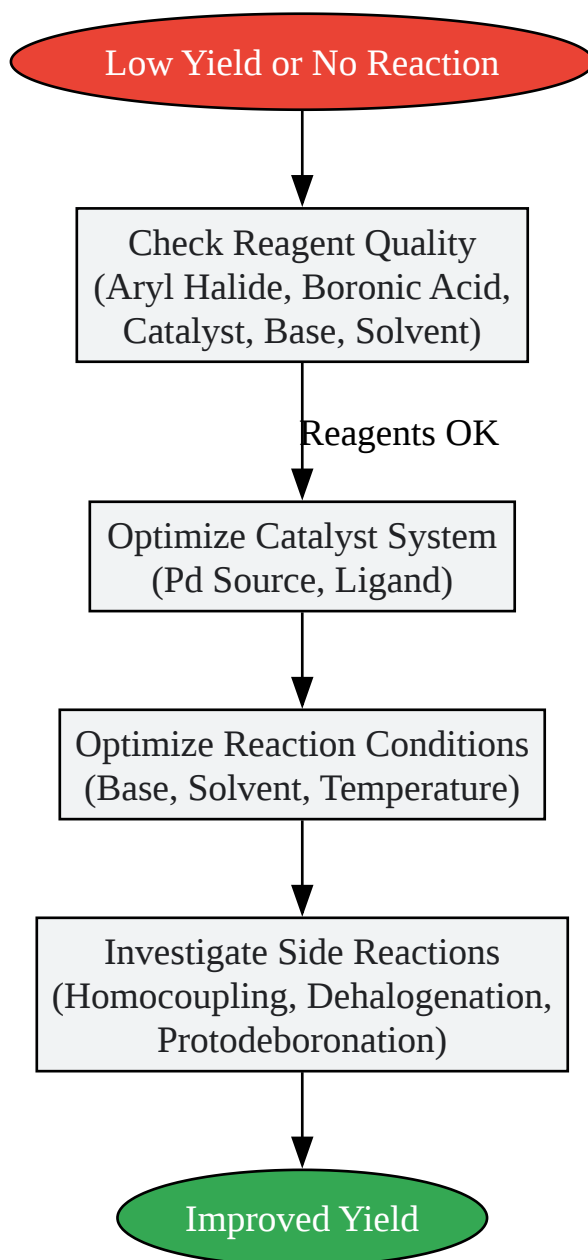 Low Yield or No Reaction
Check Reagent Quality
(Aryl Halide, Boronic Acid,
Catalyst, Base, Solvent)
Reagents OK
Optimize Catalyst System
(Pd Source, Ligand)
Optimize Reaction Conditions
(Base, Solvent, Temperature)
Investigate Side Reactions
(Homocoupling, Dehalogenation,
Protodeboronation)
Improved Yield